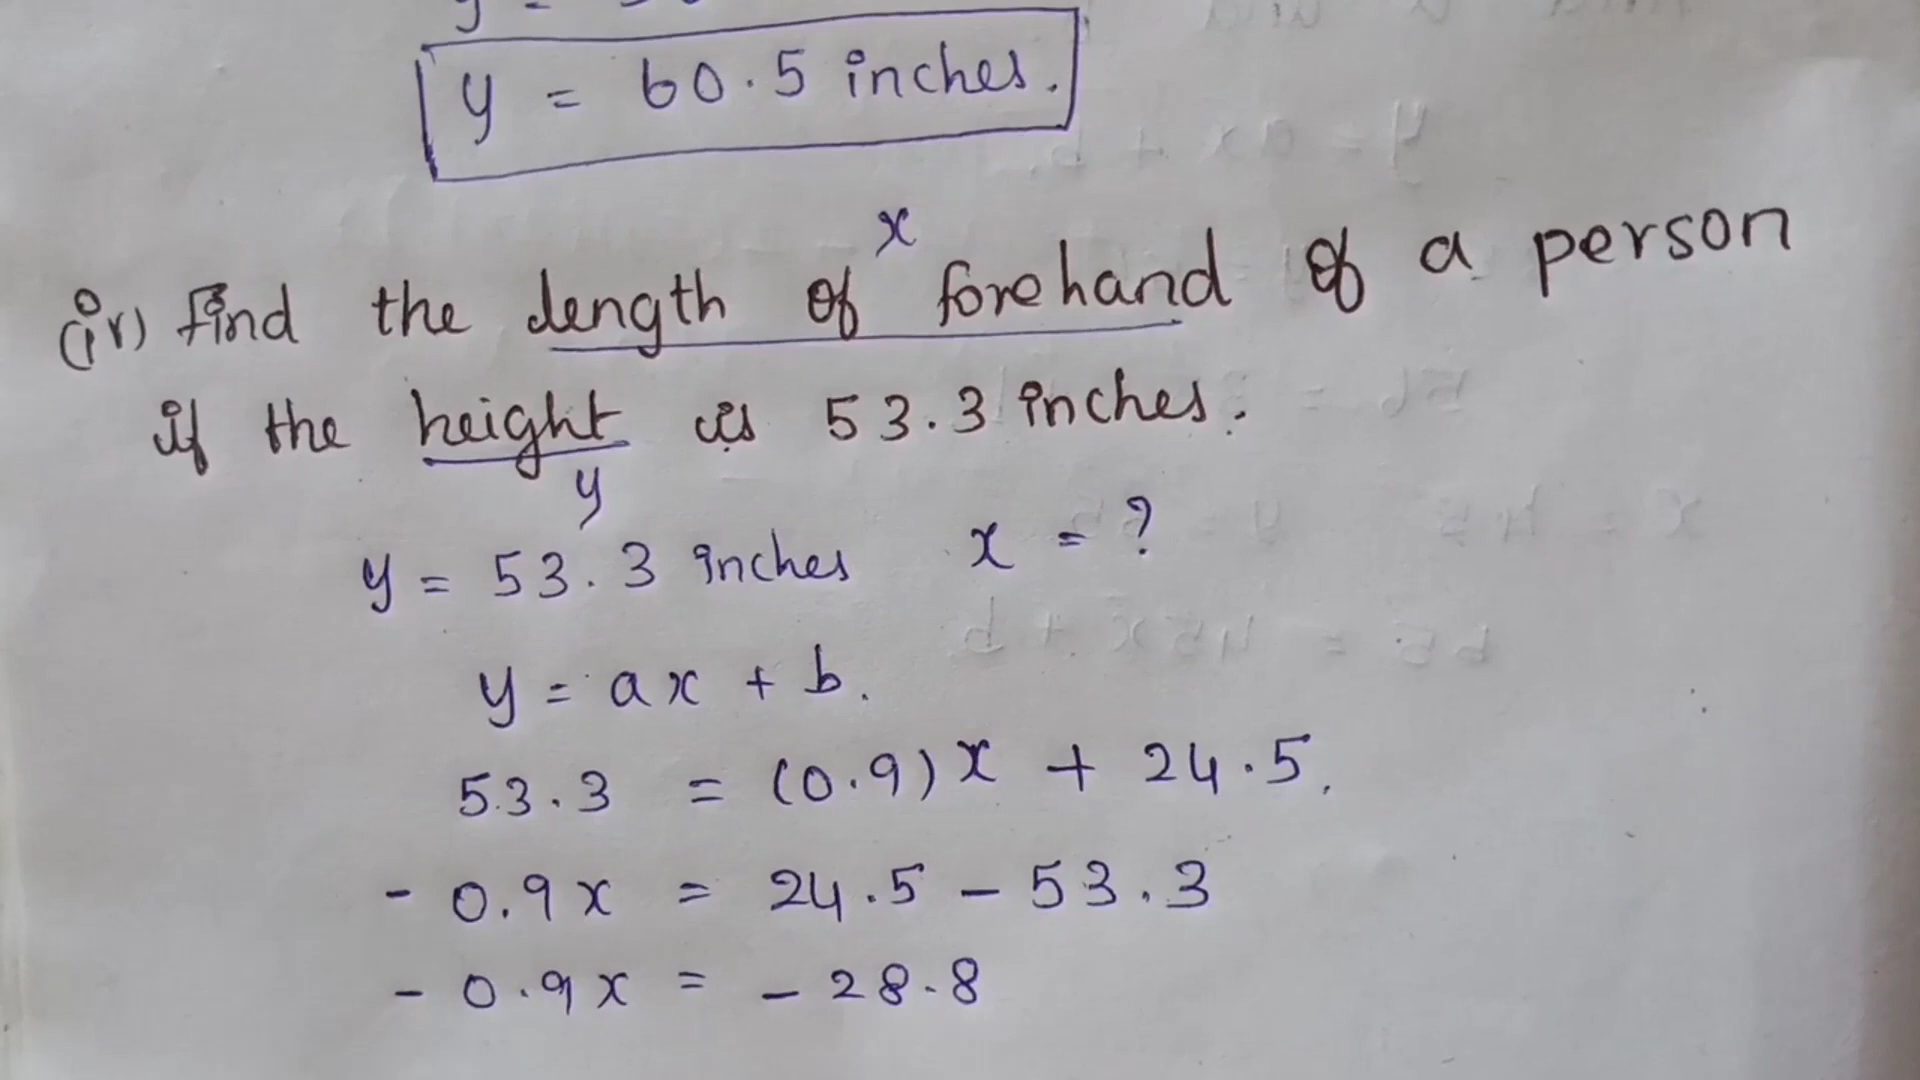 y = 60.5 inches.
x
(iv) find the length of forehand of a person
if the height is 53.3 inches.
y
y = 53.3 inches x = ?
y = ax + b.
53.3 = (0.9)x + 24.5.
- 0.9x = 24.5 - 53.3
- 0.9x = - 28.8